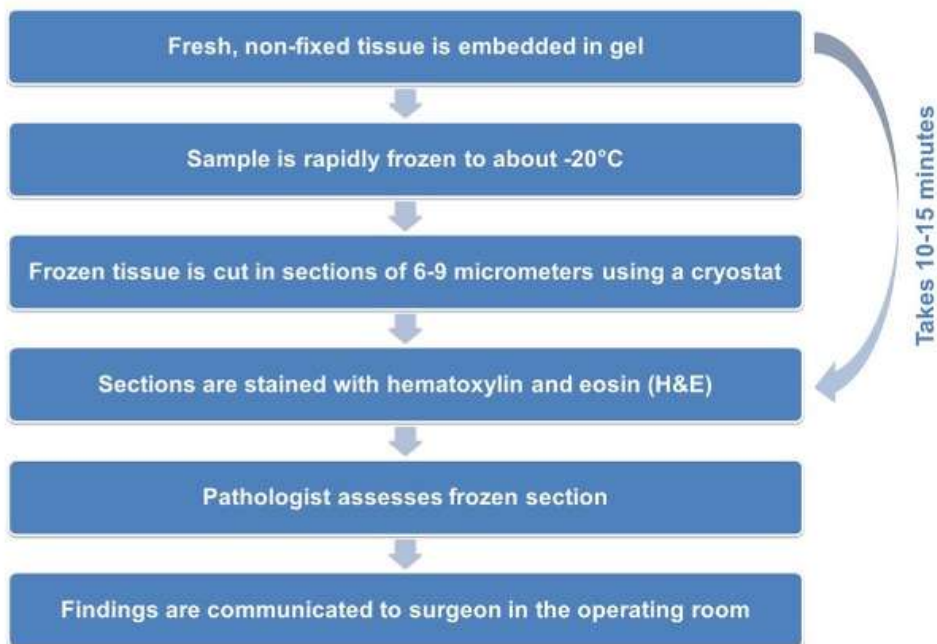 Fresh, non-fixed tissue is embedded in gel
Sample is rapidly frozen to about -20°C
Frozen tissue is cut in sections of 6-9 micrometers using a cryostat
Sections are stained with hematoxylin and eosin (H&E)
Pathologist assesses frozen section
Findings are communicated to surgeon in the operating room
Takes 10-15 minutes